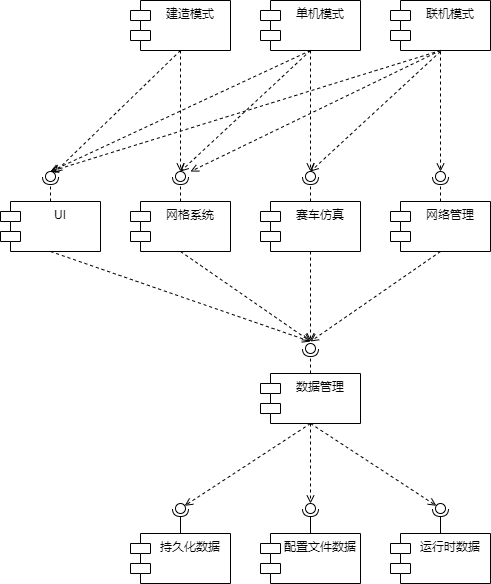 建造模式
单机模式
联机模式
UI
网格系统
赛车仿真
网络管理
数据管理
持久化数据
配置文件数据
运行时数据